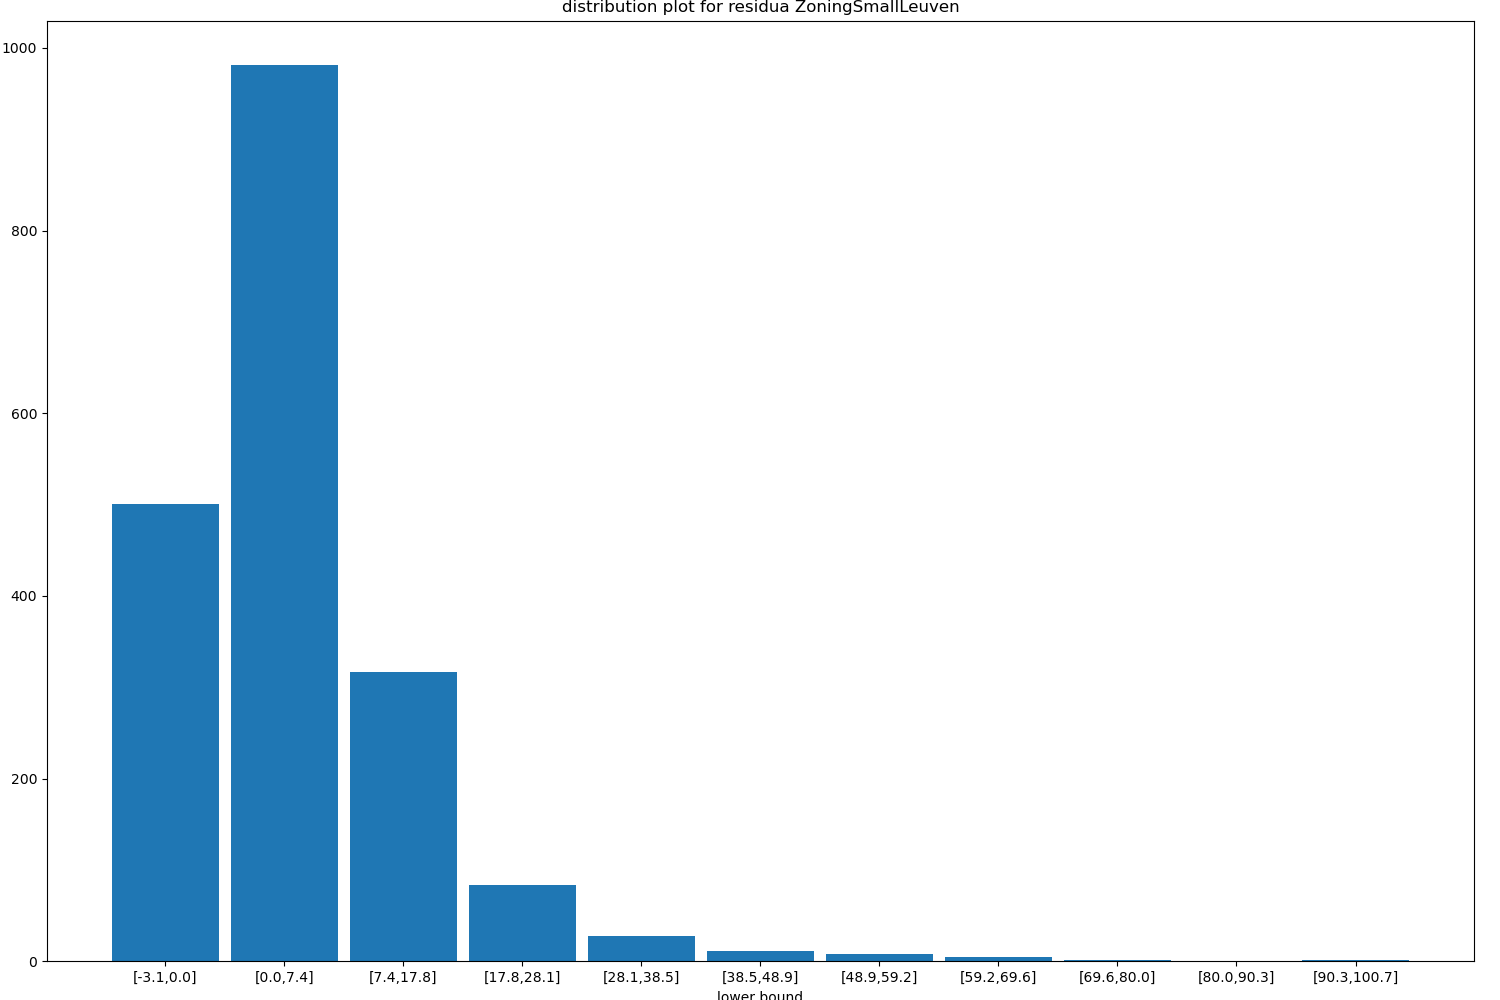 distribution plot for residua ZoningSmallLeuven
1000
800
600
400
200
0
[-3.1,0.0] [0.0,7.4] [7.4,17.8] [17.8,28.1] [28.1,38.5] [38.5,48.9] [48.9,59.2] [59.2,69.6] [69.6,80.0] [80.0,90.3] [90.3,100.7]
lower bound